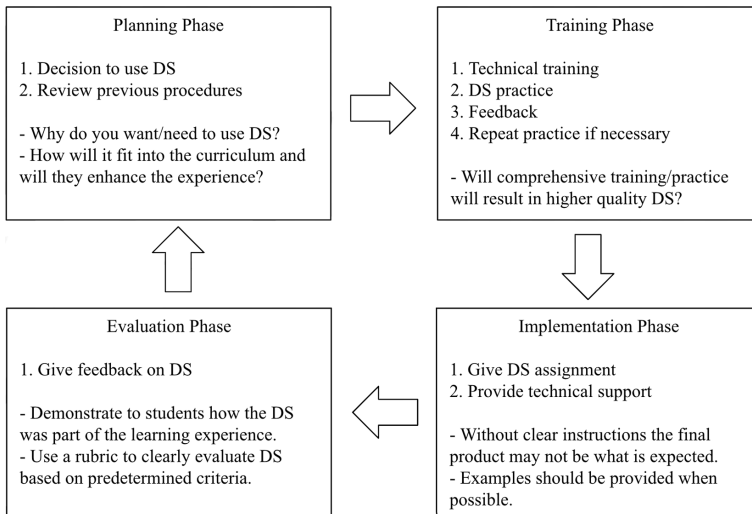 Planning Phase
1. Decision to use DS
2. Review previous procedures
- Why do you want/need to use DS?
- How will it fit into the curriculum and
will they enhance the experience?
Training Phase
1. Technical training
2. DS practice
3. Feedback
4. Repeat practice if necessary
- Will comprehensive training/practice
will result in higher quality DS?
Evaluation Phase
1. Give feedback on DS
- Demonstrate to students how the DS
was part of the learning experience.
- Use a rubric to clearly evaluate DS
based on predetermined criteria.
Implementation Phase
1. Give DS assignment
2. Provide technical support
- Without clear instructions the final
product may not be what is expected.
- Examples should be provided when
possible.